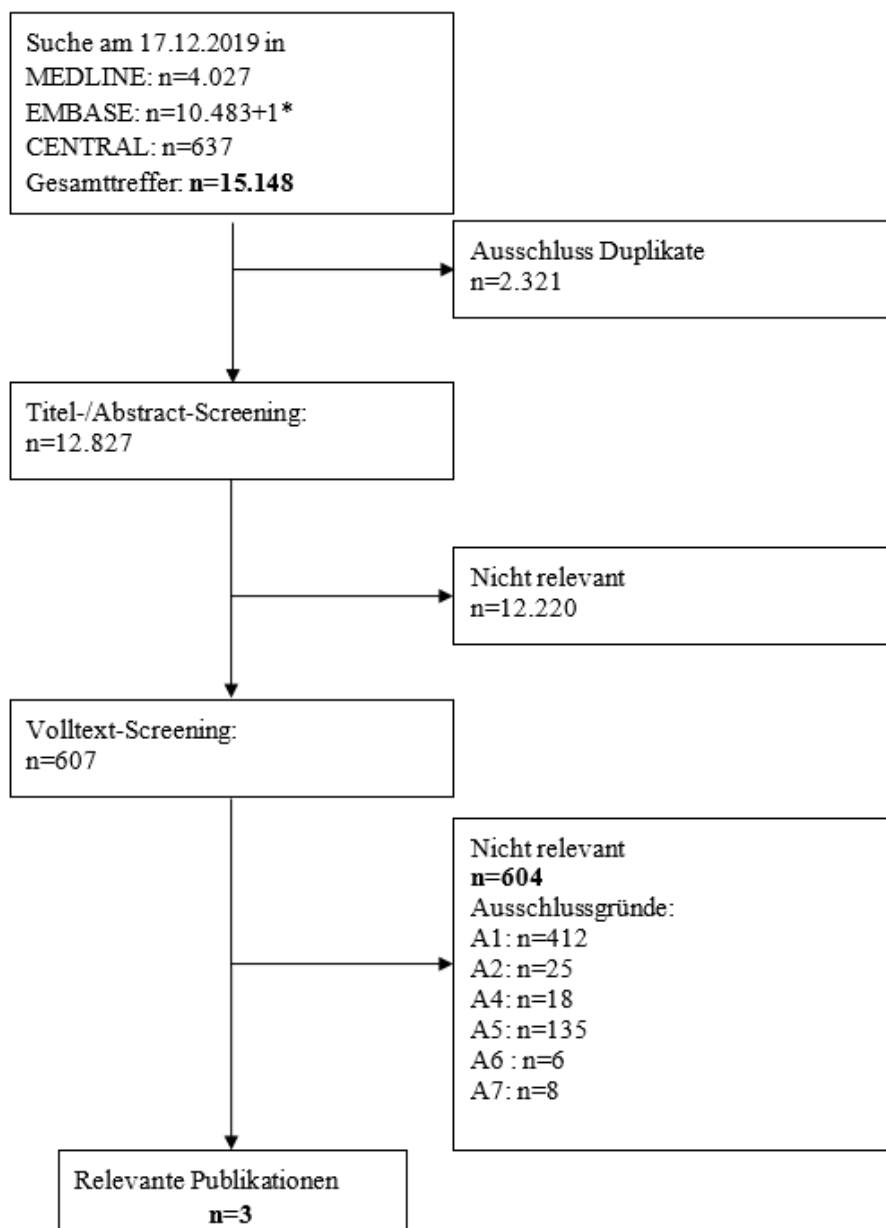 Suche am 17.12.2019 in
MEDLINE: n=4.027
EMBASE: n=10.483+1*
CENTRAL: n=637
Gesamttreffer: n=15.148
Ausschluss Duplikate
n=2.321
Titel-/Abstract-Screening:
n=12.827
Nicht relevant
n=12.220
Volltext-Screening:
n=607
Nicht relevant
n=604
Ausschlussgründe:
A1: n=412
A2: n=25
A4: n=18
A5: n=135
A6 : n=6
A7: n=8
Relevante Publikationen
n=3